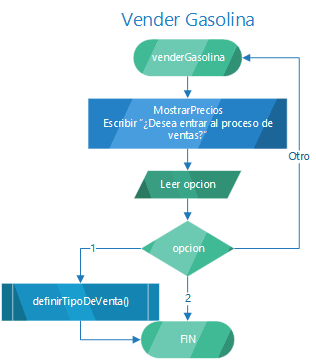 Vender Gasolina
venderGasolina
MostrarPrecios
Escribir "¿Desea entrar al proceso de
ventas?"
Otro
Leer opcion
opcion
1
2
definirTipoDeVenta()
FIN